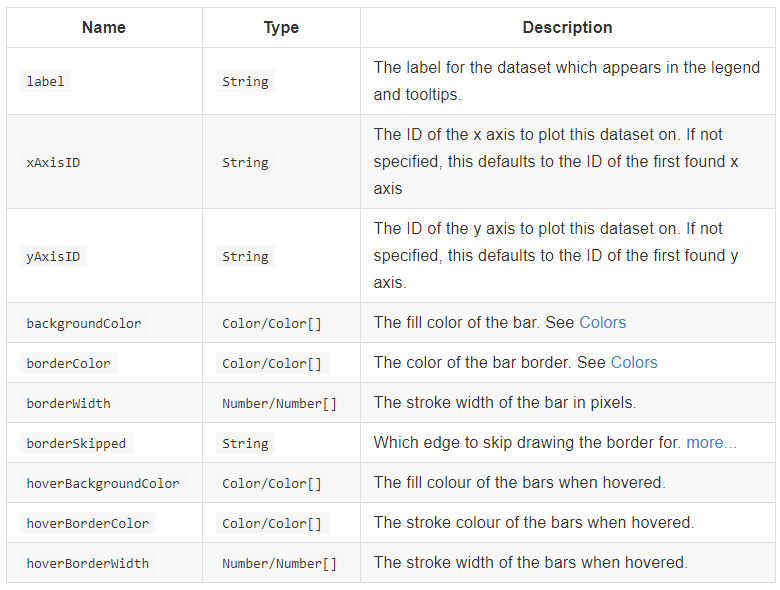 Name Type Description
label String The label for the dataset which appears in the legend
and tooltips.
xAxisID String The ID of the x axis to plot this dataset on. If not
specified, this defaults to the ID of the first found x
axis
yAxisID String The ID of the y axis to plot this dataset on. If not
specified, this defaults to the ID of the first found y
axis.
backgroundColor Color/Color[] The fill color of the bar. See Colors
borderColor Color/Color[] The color of the bar border. See Colors
borderWidth Number/Number[] The stroke width of the bar in pixels.
borderSkipped String Which edge to skip drawing the border for. more...
hoverBackgroundColor Color/Color[] The fill colour of the bars when hovered.
hoverBorderColor Color/Color[] The stroke colour of the bars when hovered.
hoverBorderWidth Number/Number[] The stroke width of the bars when hovered.